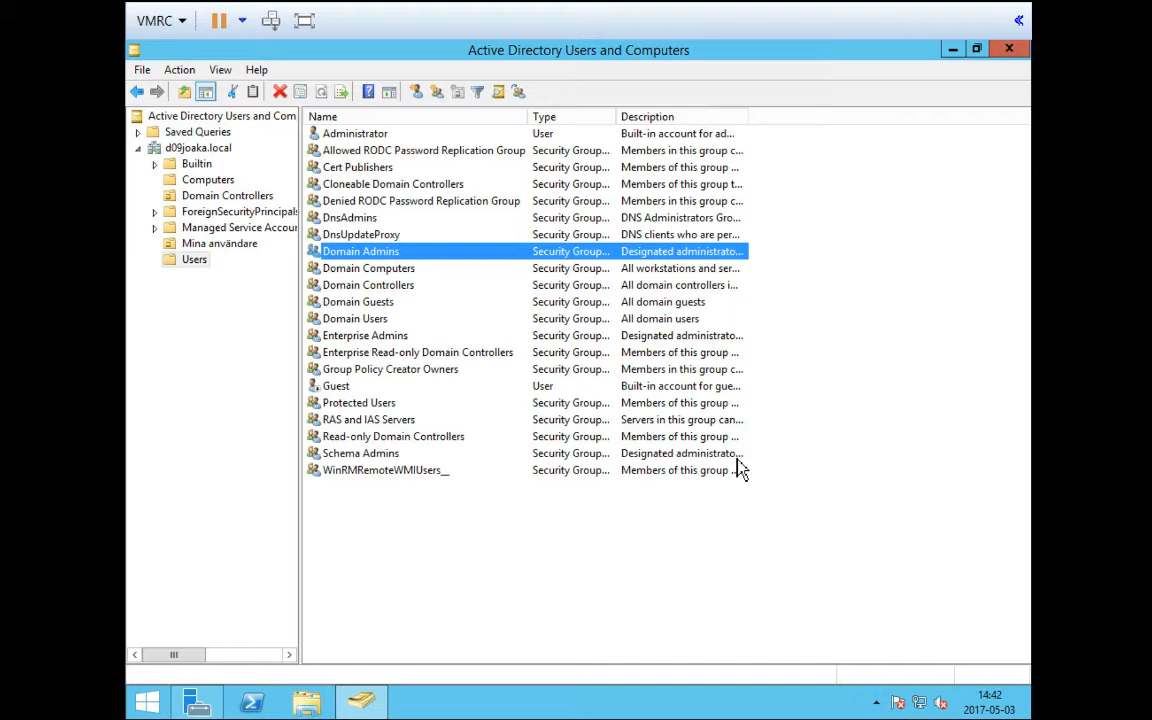 VMRC
Active Directory Users and Computers
File Action View Help
Active Directory Users and Com
Saved Queries
d09joaka.local
Builtin
Computers
Domain Controllers
ForeignSecurityPrincipals
Managed Service Accour
Mina användare
Users
Name Type Description
Administrator User Built-in account for ad...
Allowed RODC Password Replication Group Security Group... Members in this group c...
Cert Publishers Security Group... Members of this group ...
Cloneable Domain Controllers Security Group... Members of this group t...
Denied RODC Password Replication Group Security Group... Members in this group c...
DnsAdmins Security Group... DNS Administrators Gro...
DnsUpdateProxy Security Group... DNS clients who are per...
Domain Admins Security Group... Designated administrato...
Domain Computers Security Group... All workstations and ser...
Domain Controllers Security Group... All domain controllers i...
Domain Guests Security Group... All domain guests
Domain Users Security Group... All domain users
Enterprise Admins Security Group... Designated administrato...
Enterprise Read-only Domain Controllers Security Group... Members of this group ...
Group Policy Creator Owners Security Group... Members in this group c...
Guest User Built-in account for gue...
Protected Users Security Group... Members of this group ...
RAS and IAS Servers Security Group... Servers in this group can...
Read-only Domain Controllers Security Group... Members of this group ...
Schema Admins Security Group... Designated administrato...
WinRMRemoteWMIUsers__ Security Group... Members of this group ...
14:42
2017-05-03